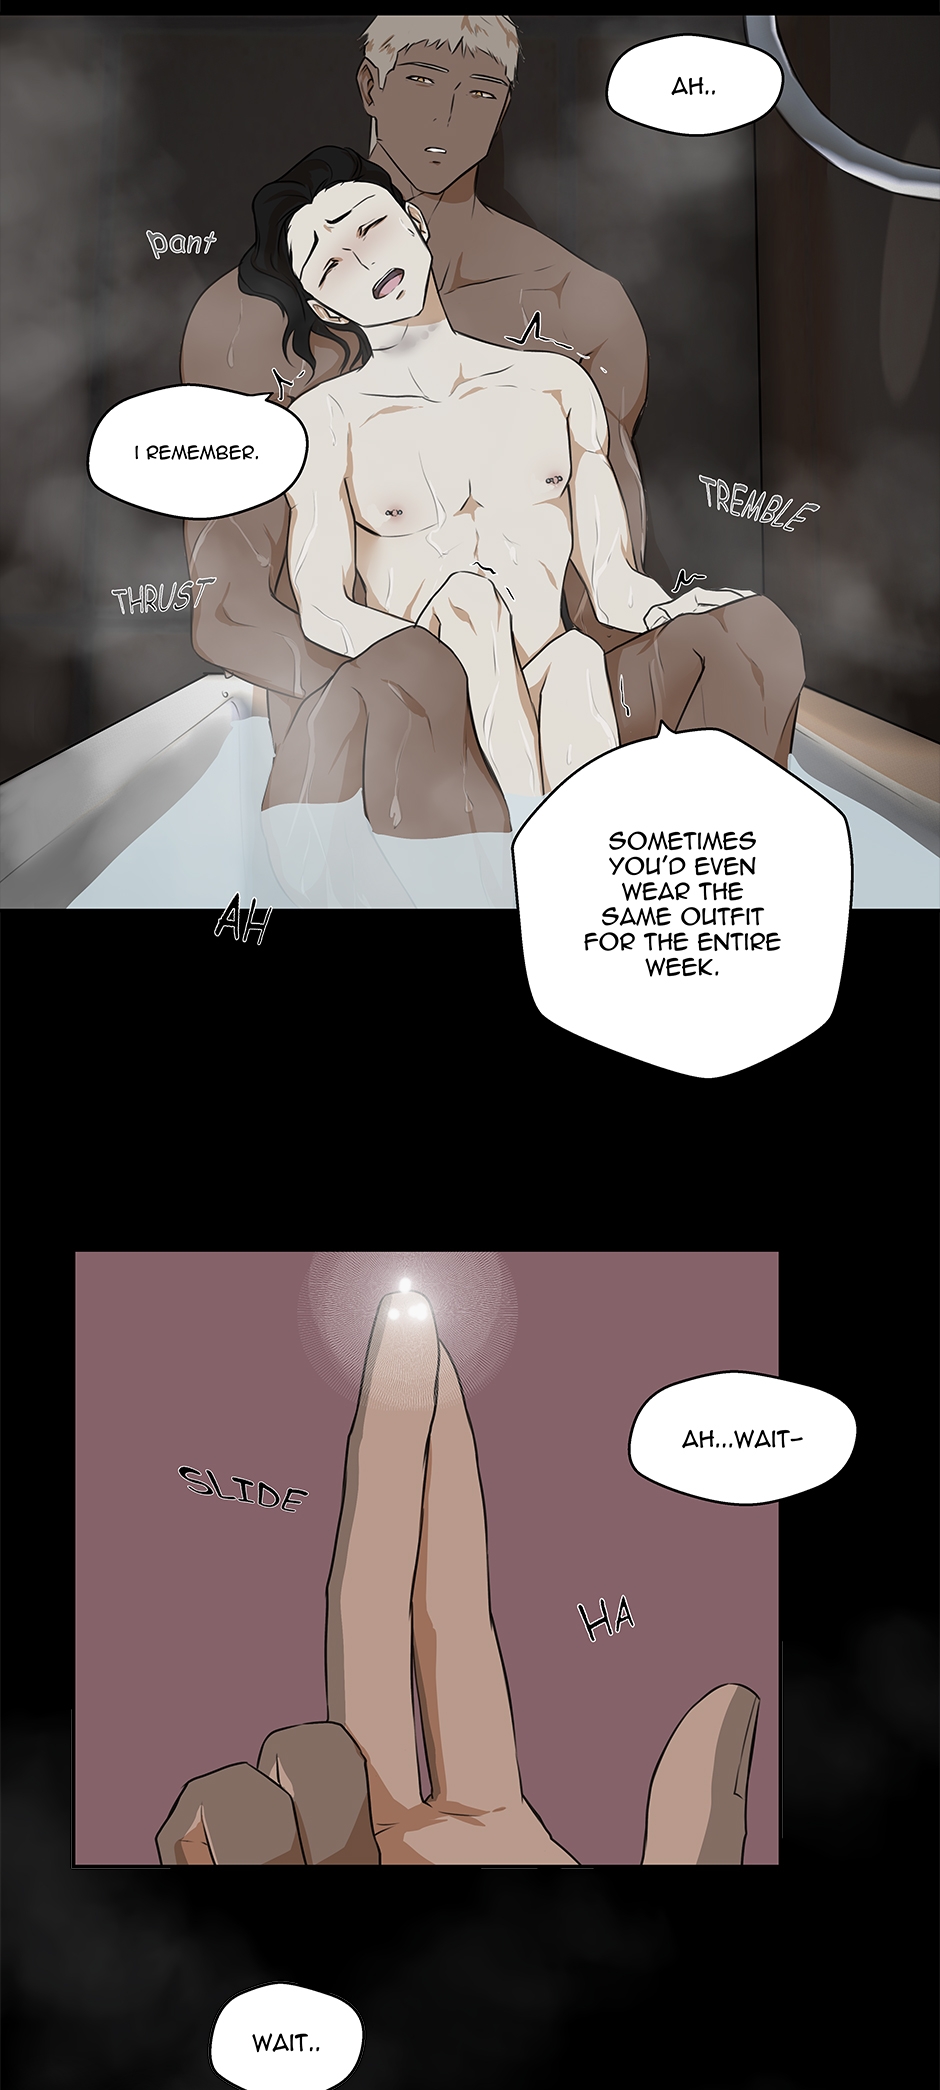 AH..
pant
I REMEMBER.
TREMBLE
THRUST
SOMETIMES
YOU'D EVEN
WEAR THE
SAME OUTFIT
FOR THE ENTIRE
WEEK.
AH
AH...WAIT-
SLIDE
HA
WAIT..